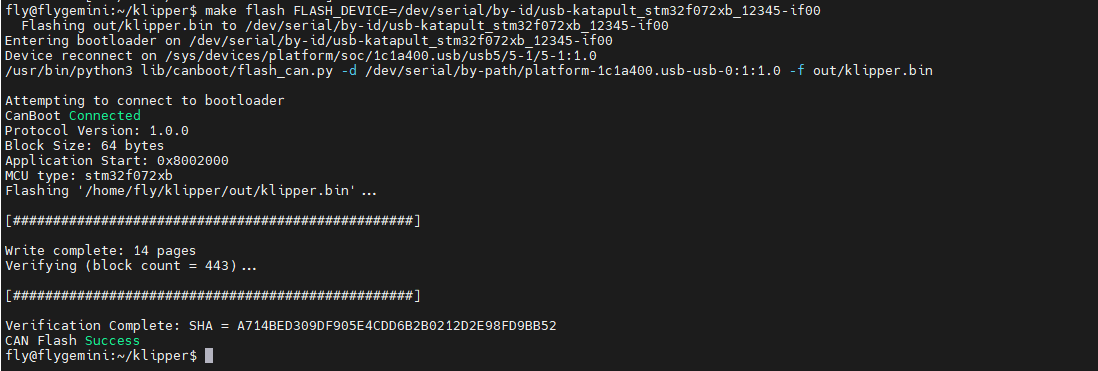 fly@flygemini:~/klipper$ make flash FLASH_DEVICE=/dev/serial/by-id/usb-katapult_stm32f072xb_12345-if00
  Flashing out/klipper.bin to /dev/serial/by-id/usb-katapult_stm32f072xb_12345-if00
Entering bootloader on /dev/serial/by-id/usb-katapult_stm32f072xb_12345-if00
Device reconnect on /sys/devices/platform/soc/1c1a400.usb/usb5/5-1/5-1:1.0
/usr/bin/python3 lib/canboot/flash_can.py -d /dev/serial/by-path/platform-1c1a400.usb-usb-0:1:1.0 -f out/klipper.bin
Attempting to connect to bootloader
CanBoot Connected
Protocol Version: 1.0.0
Block Size: 64 bytes
Application Start: 0x8002000
MCU type: stm32f072xb
Flashing '/home/fly/klipper/out/klipper.bin'...
[##################################################]
Write complete: 14 pages
Verifying (block count = 443)...
[##################################################]
Verification Complete: SHA = A714BED309DF905E4CDD6B2B0212D2E98FD9BB52
CAN Flash Success
fly@flygemini:~/klipper$